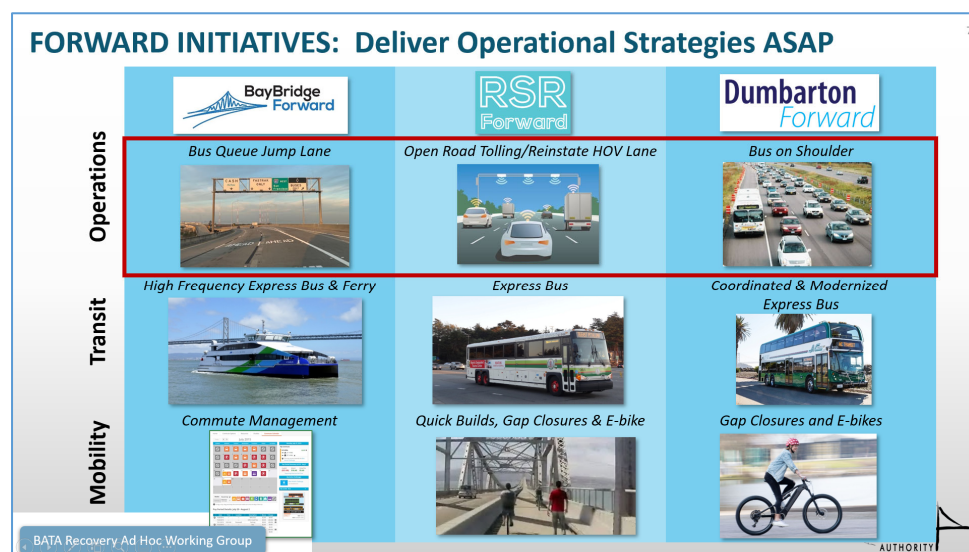 FORWARD INITIATIVES: Deliver Operational Strategies ASAP
BayBridge
Forward
RSR
Forward
Dumbarton
Forward
Operations
Bus Queue Jump Lane
Open Road Tolling/Reinstate HOV Lane
Bus on Shoulder
Transit
High Frequency Express Bus & Ferry
Express Bus
Coordinated & Modernized
Express Bus
Mobility
Commute Management
Quick Builds, Gap Closures & E-bike
Gap Closures and E-bikes
BATA Recovery Ad Hoc Working Group
AUTHORITY